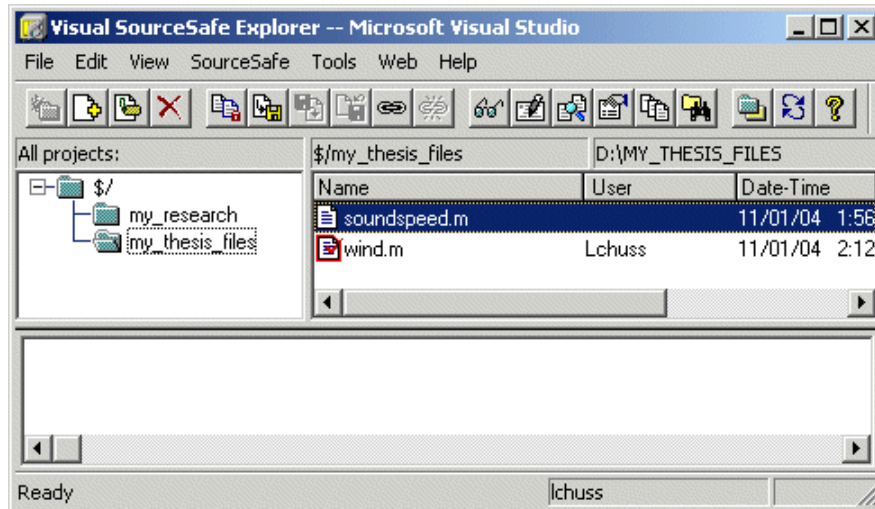 Visual SourceSafe Explorer -- Microsoft Visual Studio
File Edit View SourceSafe Tools Web Help
All projects: $/my_thesis_files D:\MY_THESIS_FILES
$/ Name User Date-Time
my_research soundspeed.m 11/01/04 1:56
my_thesis_files wind.m Lchuss 11/01/04 2:12
Ready lchuss